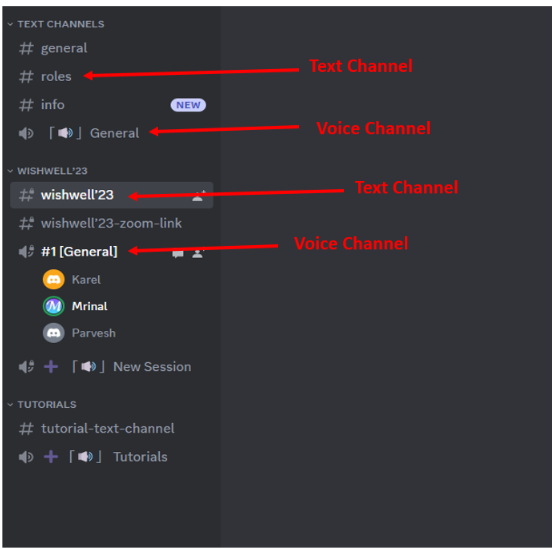 TEXT CHANNELS
# general
# roles
Text Channel
# info
NEW
「🔊」 General
Voice Channel
WISHWELL'23
# wishwell'23
Text Channel
# wishwell'23-zoom-link
#1 [General]
Voice Channel
Karel
Mrinal
Parvesh
+ 「🔊」 New Session
TUTORIALS
# tutorial-text-channel
+ 「🔊」 Tutorials